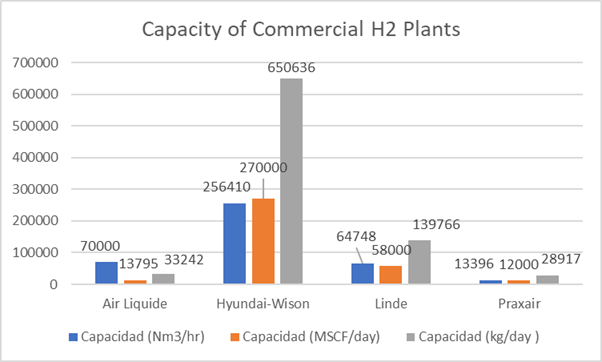 Capacity of Commercial H2 Plants
700000
600000
500000
400000
300000
200000
100000
0
70000
13795
33242
256410
270000
650636
64748
58000
139766
13396
12000
28917
Air Liquide
Hyundai-Wison
Linde
Praxair
Capacidad (Nm3/hr)
Capacidad (MSCF/day)
Capacidad (kg/day )